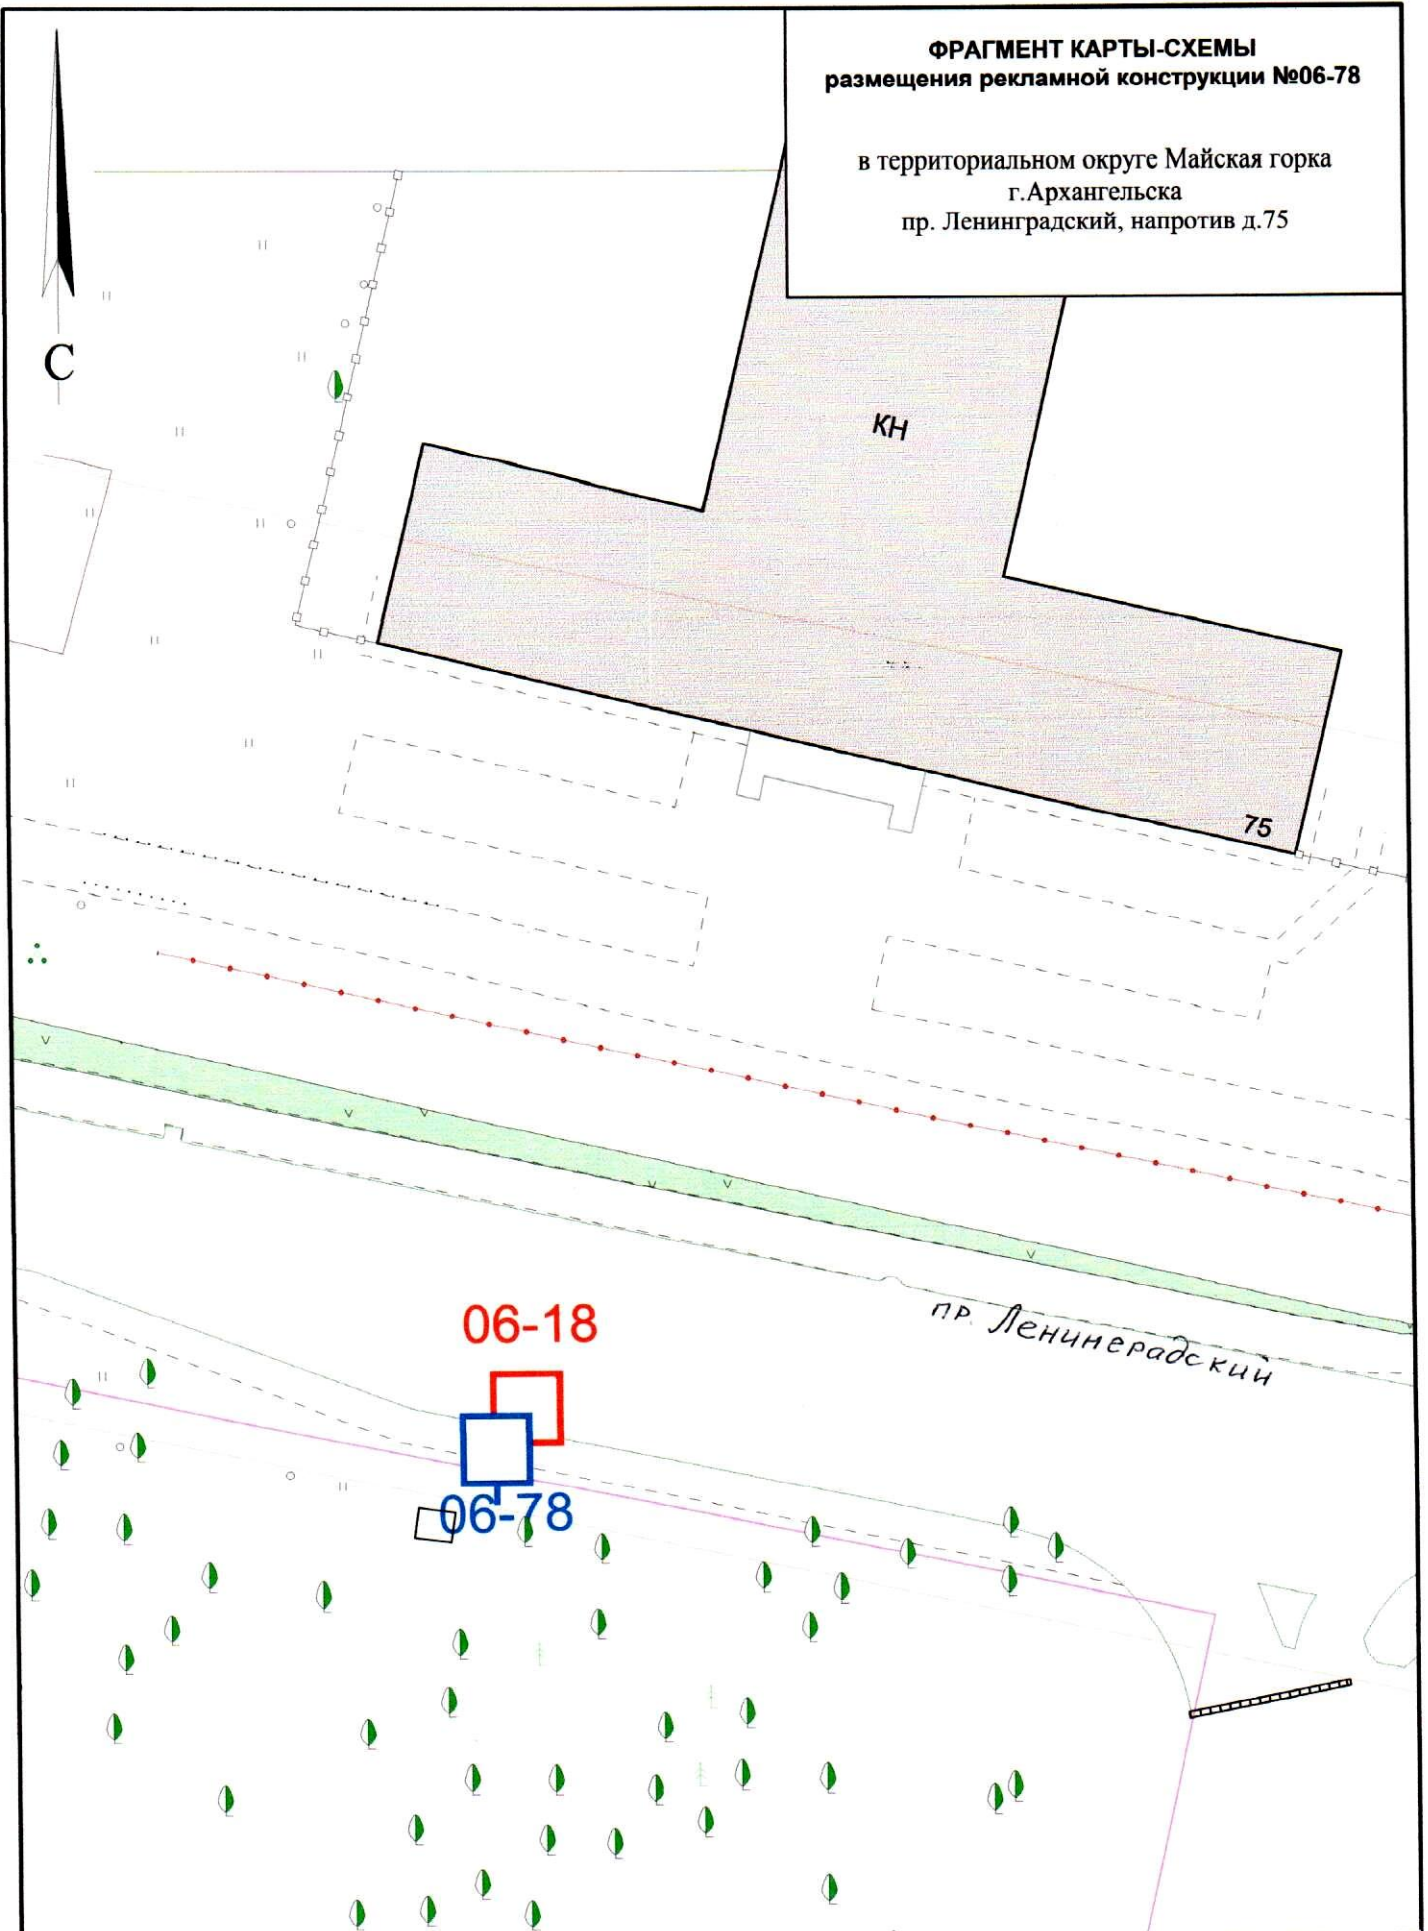 ФРАГМЕНТ КАРТЫ-СХЕМЫ
размещения рекламной конструкции №06-78
в территориальном округе Майская горка
г.Архангельска
пр. Ленинградский, напротив д.75
С
КН
75
пр. Ленинградский
06-18
06-78